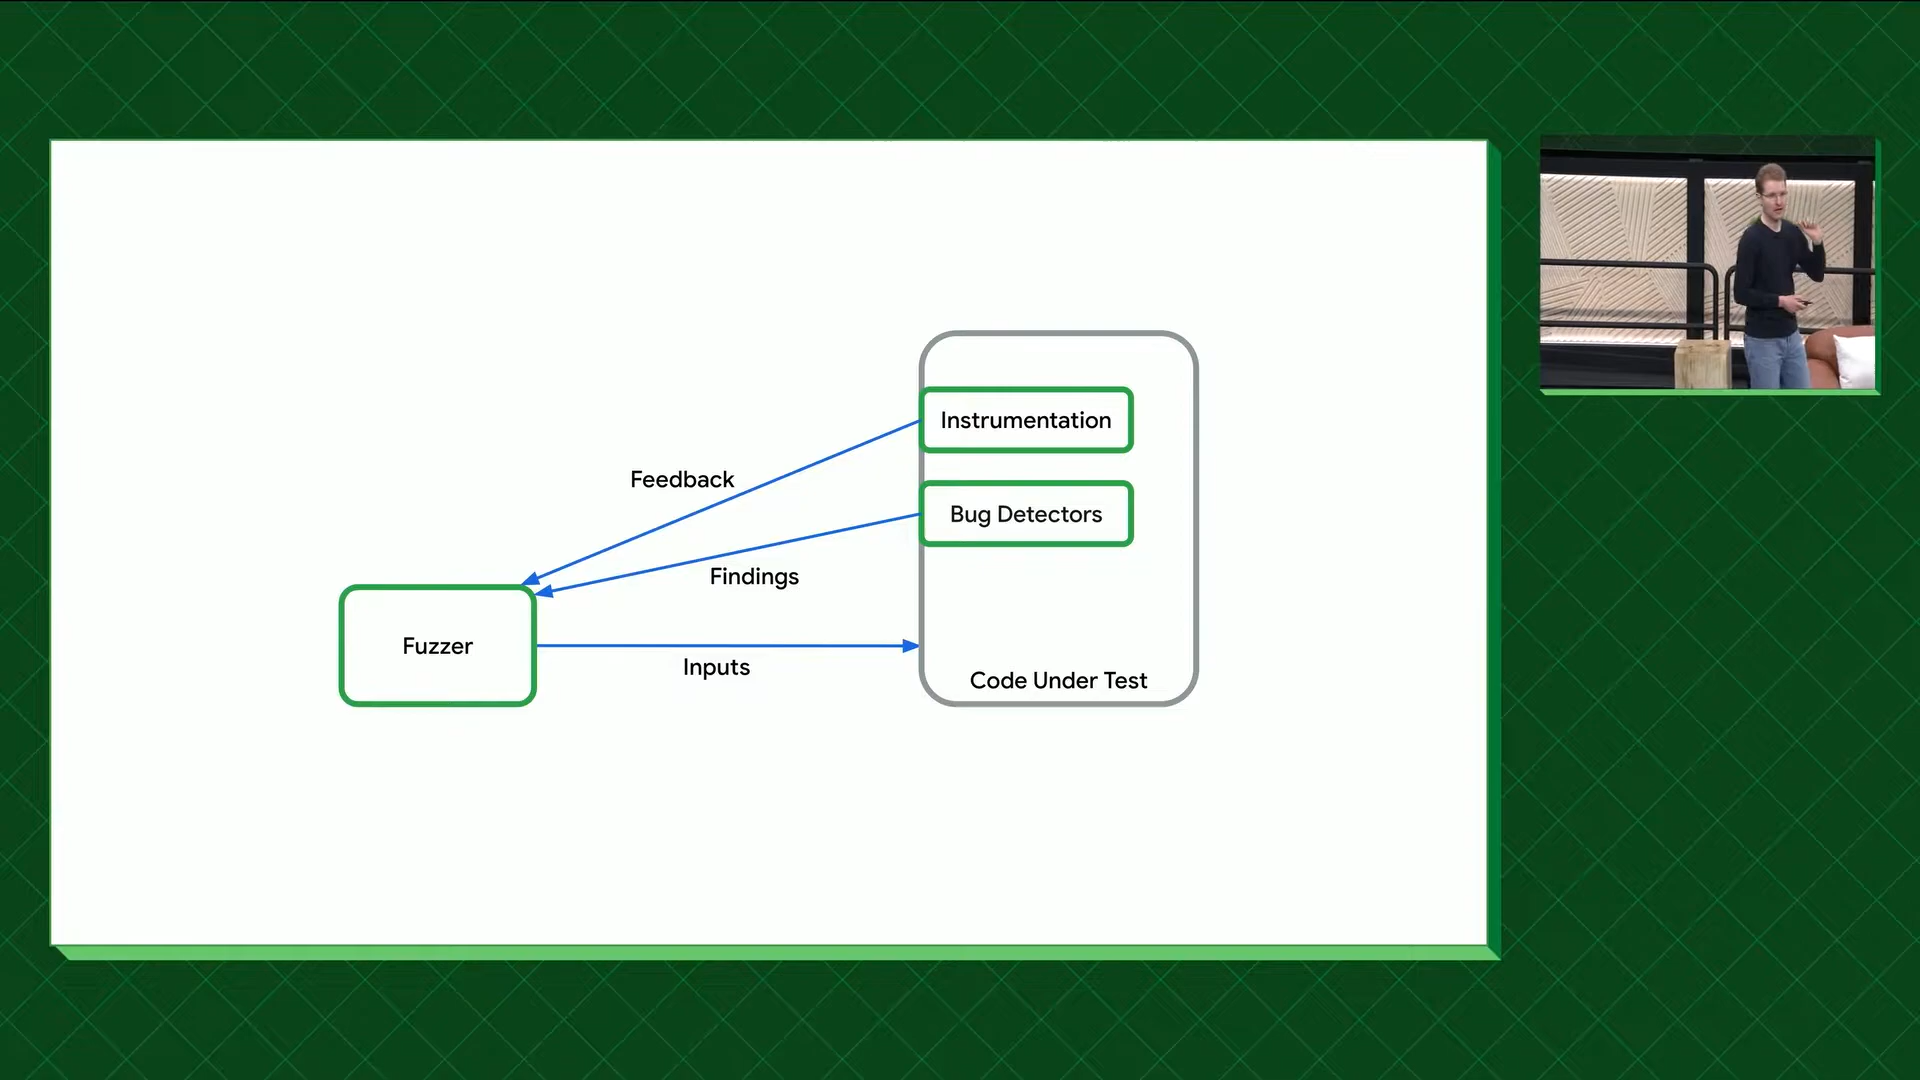 Instrumentation
Feedback
Bug Detectors
Findings
Fuzzer
Inputs
Code Under Test